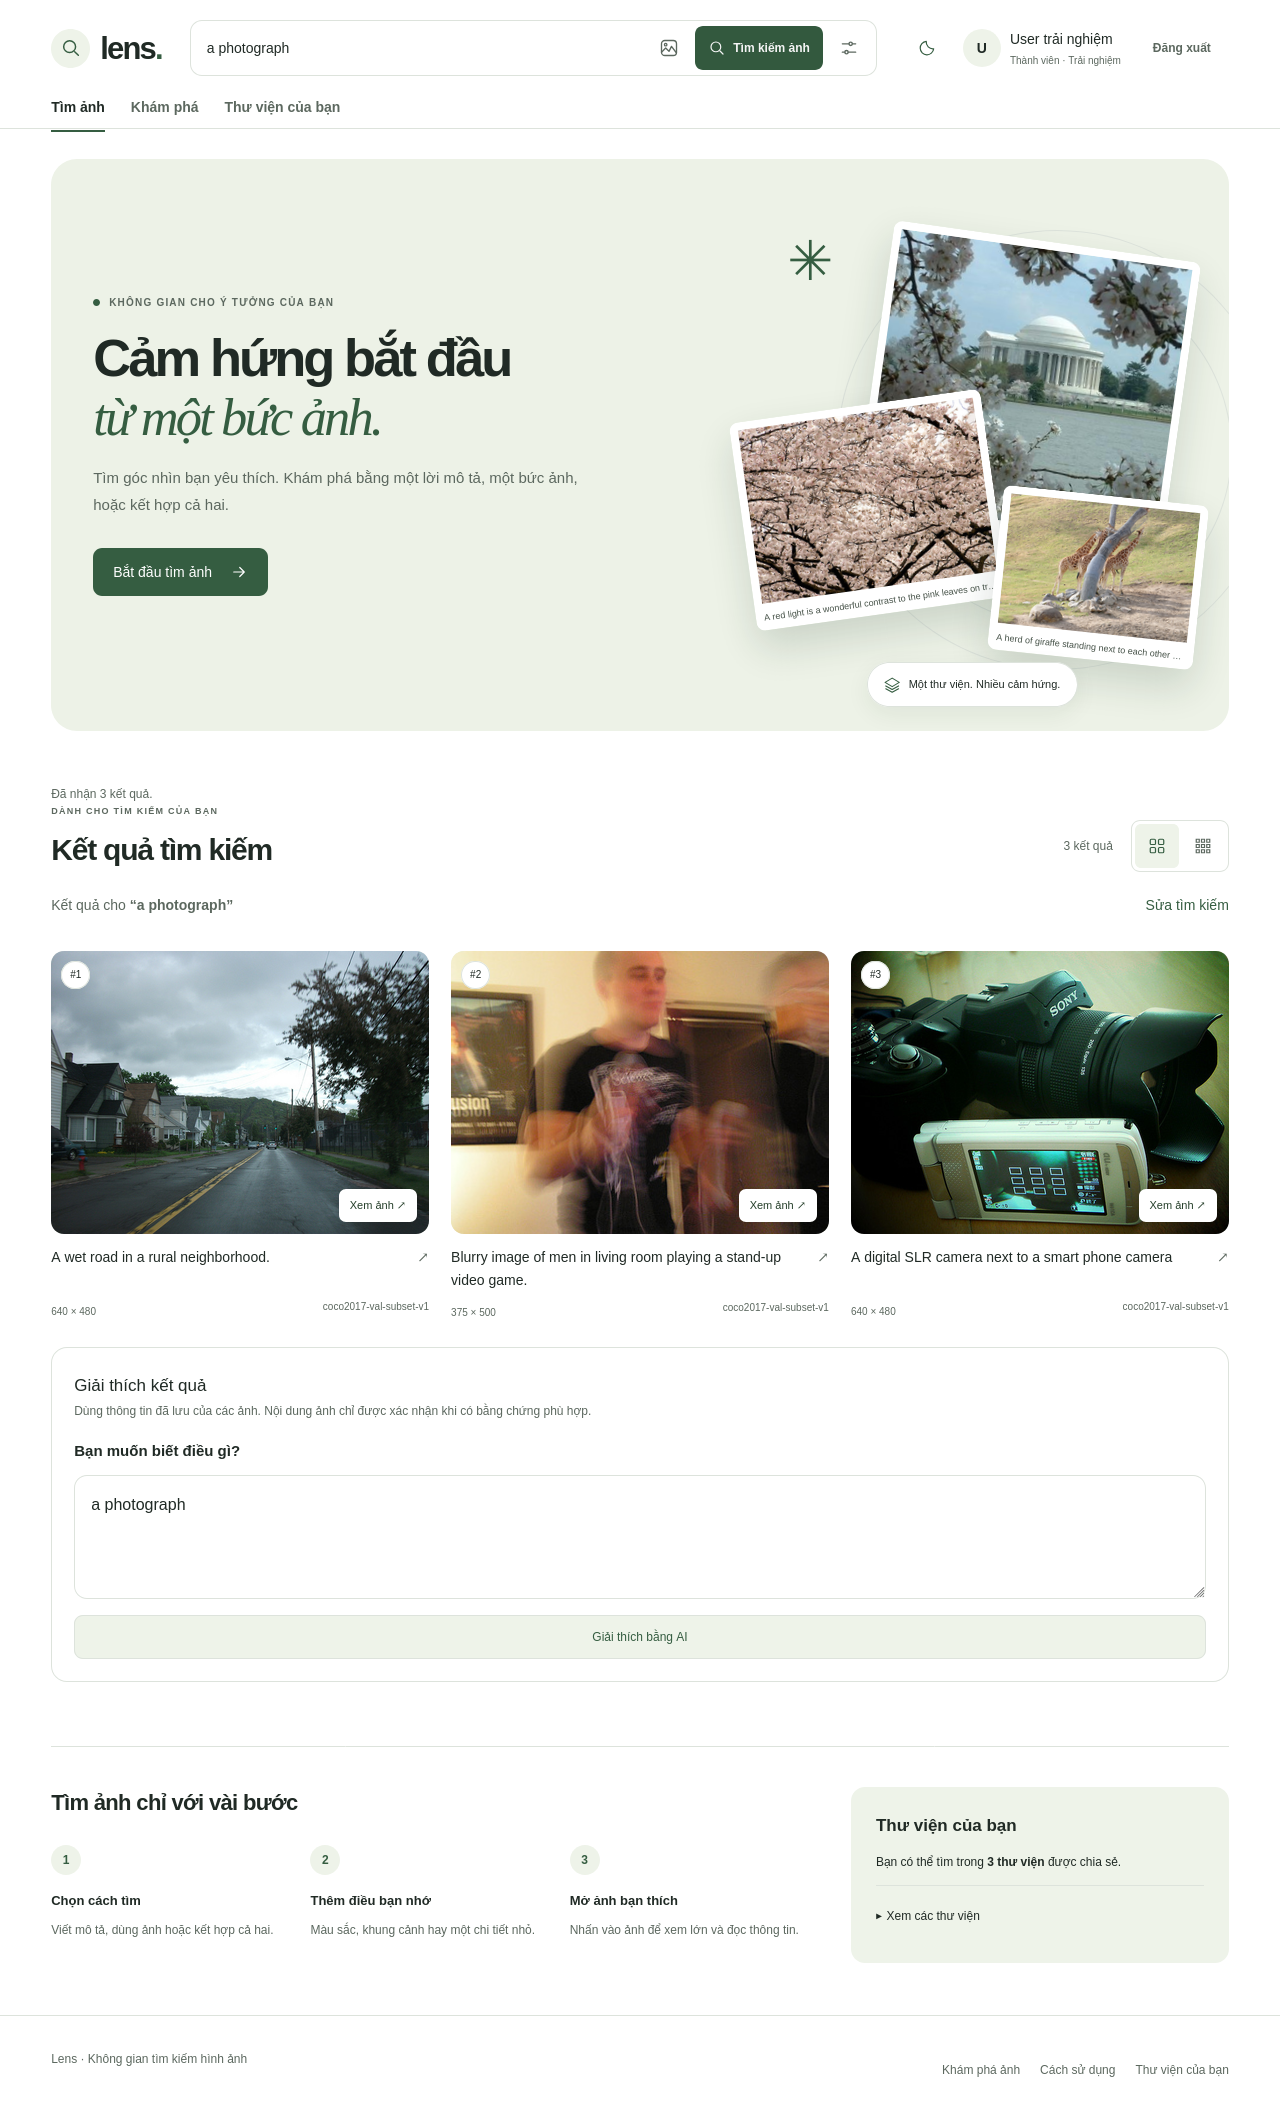 lens.
a photograph
Tìm kiếm ảnh
U
User trải nghiệm
Thành viên · Trải nghiệm
Đăng xuất
Tìm ảnh
Khám phá
Thư viện của bạn
KHÔNG GIAN CHO Ý TƯỞNG CỦA BẠN
Cảm hứng bắt đầu
từ một bức ảnh.
Tìm góc nhìn bạn yêu thích. Khám phá bằng một lời mô tả, một bức ảnh,
hoặc kết hợp cả hai.
Bắt đầu tìm ảnh
A red light is a wonderful contrast to the pink leaves on tr…
A herd of giraffe standing next to each other …
Một thư viện. Nhiều cảm hứng.
Đã nhận 3 kết quả.
DÀNH CHO TÌM KIẾM CỦA BẠN
Kết quả tìm kiếm
3 kết quả
Kết quả cho “a photograph”
Sửa tìm kiếm
#1
Xem ảnh ↗
#2
usion
Xem ảnh ↗
#3
SONY
Xem ảnh ↗
A wet road in a rural neighborhood. ↗
640 × 480
coco2017-val-subset-v1
Blurry image of men in living room playing a stand-up ↗
video game.
375 × 500
coco2017-val-subset-v1
A digital SLR camera next to a smart phone camera ↗
640 × 480
coco2017-val-subset-v1
Giải thích kết quả
Dùng thông tin đã lưu của các ảnh. Nội dung ảnh chỉ được xác nhận khi có bằng chứng phù hợp.
Bạn muốn biết điều gì?
a photograph
Giải thích bằng AI
Tìm ảnh chỉ với vài bước
1
Chọn cách tìm
Viết mô tả, dùng ảnh hoặc kết hợp cả hai.
2
Thêm điều bạn nhớ
Màu sắc, khung cảnh hay một chi tiết nhỏ.
3
Mở ảnh bạn thích
Nhấn vào ảnh để xem lớn và đọc thông tin.
Thư viện của bạn
Bạn có thể tìm trong 3 thư viện được chia sẻ.
▸ Xem các thư viện
Lens · Không gian tìm kiếm hình ảnh
Khám phá ảnh
Cách sử dụng
Thư viện của bạn